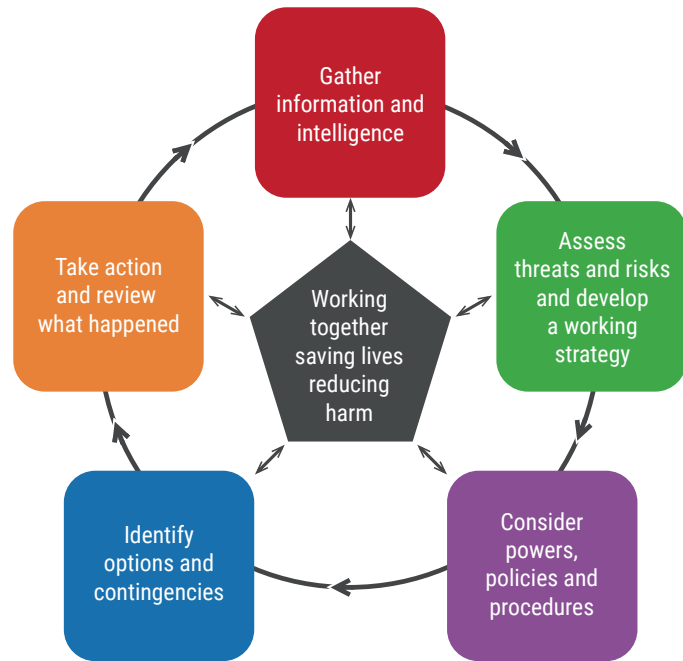 Gather
information and
intelligence
Assess
threats and risks
and develop
a working
strategy
Consider
powers,
policies and
procedures
Identify
options and
contingencies
Take action
and review
what happened
Working
together
saving lives
reducing
harm